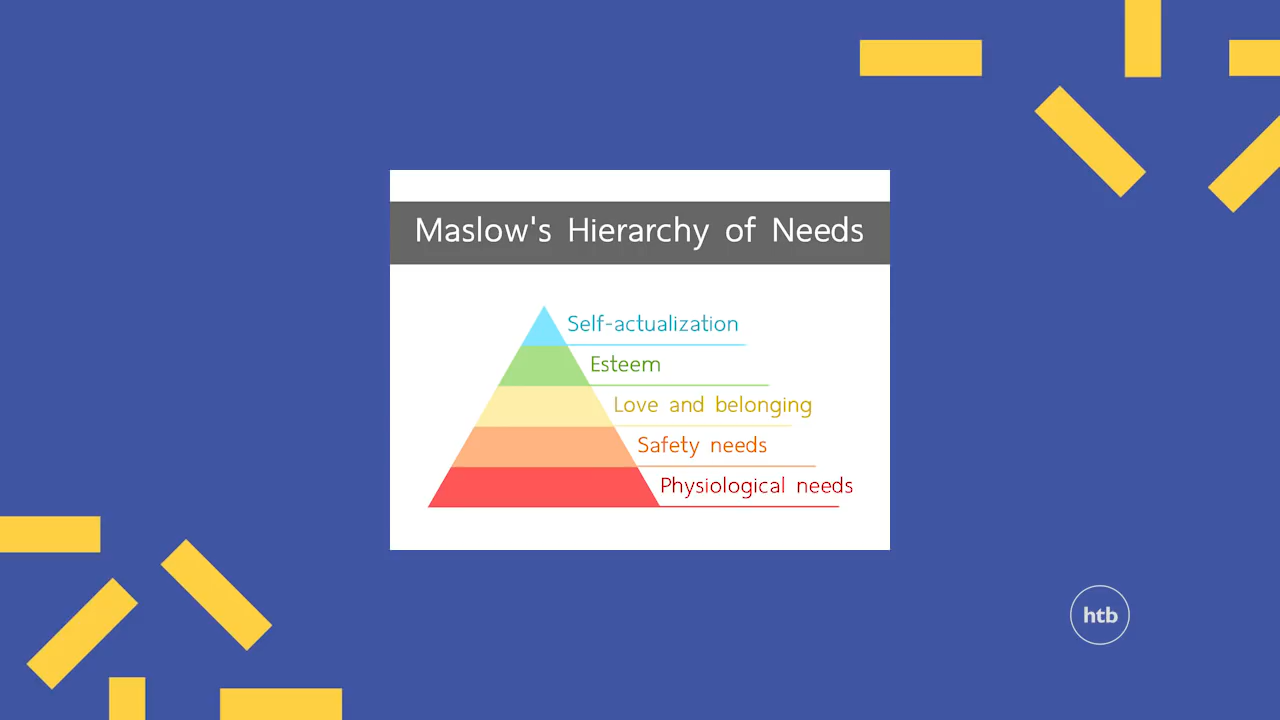 Maslow's Hierarchy of Needs
Self-actualization
Esteem
Love and belonging
Safety needs
Physiological needs
htb